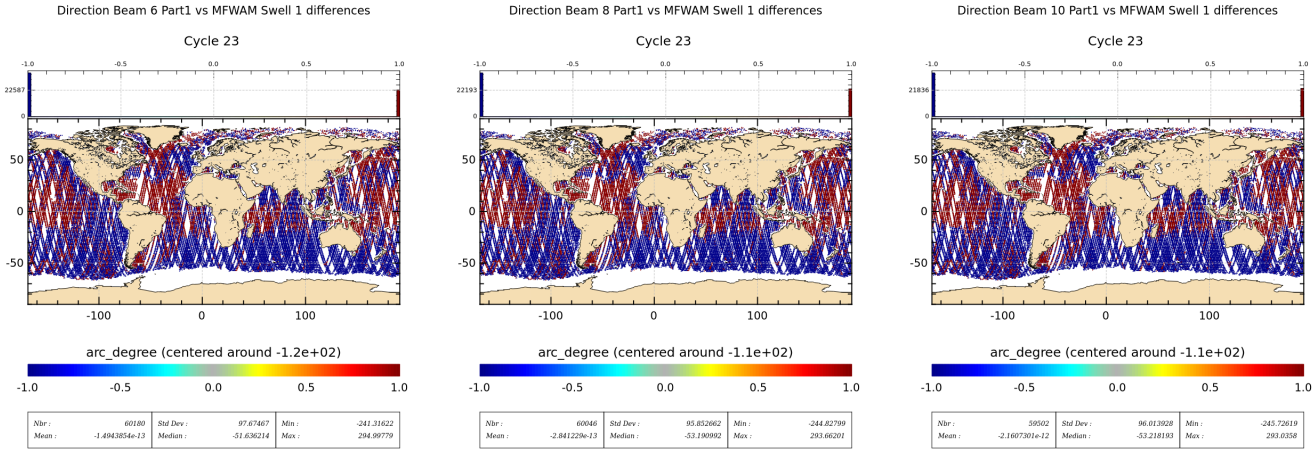 Direction Beam 6 Part1 vs MFWAM Swell 1 differences
Cycle 23
-1.0 -0.5 0.0 0.5 1.0
22587
0
50
0
-50
-100 0 100
arc_degree (centered around -1.2e+02)
-1.0 -0.5 0.0 0.5 1.0
Nbr : 60180 Std Dev : 97.67467 Min : -241.31622
Mean : -1.4943854e-13 Median : -51.636214 Max : 294.99779
Direction Beam 8 Part1 vs MFWAM Swell 1 differences
Cycle 23
-1.0 -0.5 0.0 0.5 1.0
22193
0
50
0
-50
-100 0 100
arc_degree (centered around -1.1e+02)
-1.0 -0.5 0.0 0.5 1.0
Nbr : 60046 Std Dev : 95.852662 Min : -244.82799
Mean : -2.841229e-13 Median : -53.190992 Max : 293.66201
Direction Beam 10 Part1 vs MFWAM Swell 1 differences
Cycle 23
-1.0 -0.5 0.0 0.5 1.0
21836
0
50
0
-50
-100 0 100
arc_degree (centered around -1.1e+02)
-1.0 -0.5 0.0 0.5 1.0
Nbr : 59502 Std Dev : 96.013928 Min : -245.72619
Mean : -2.1607301e-12 Median : -53.218193 Max : 293.0358